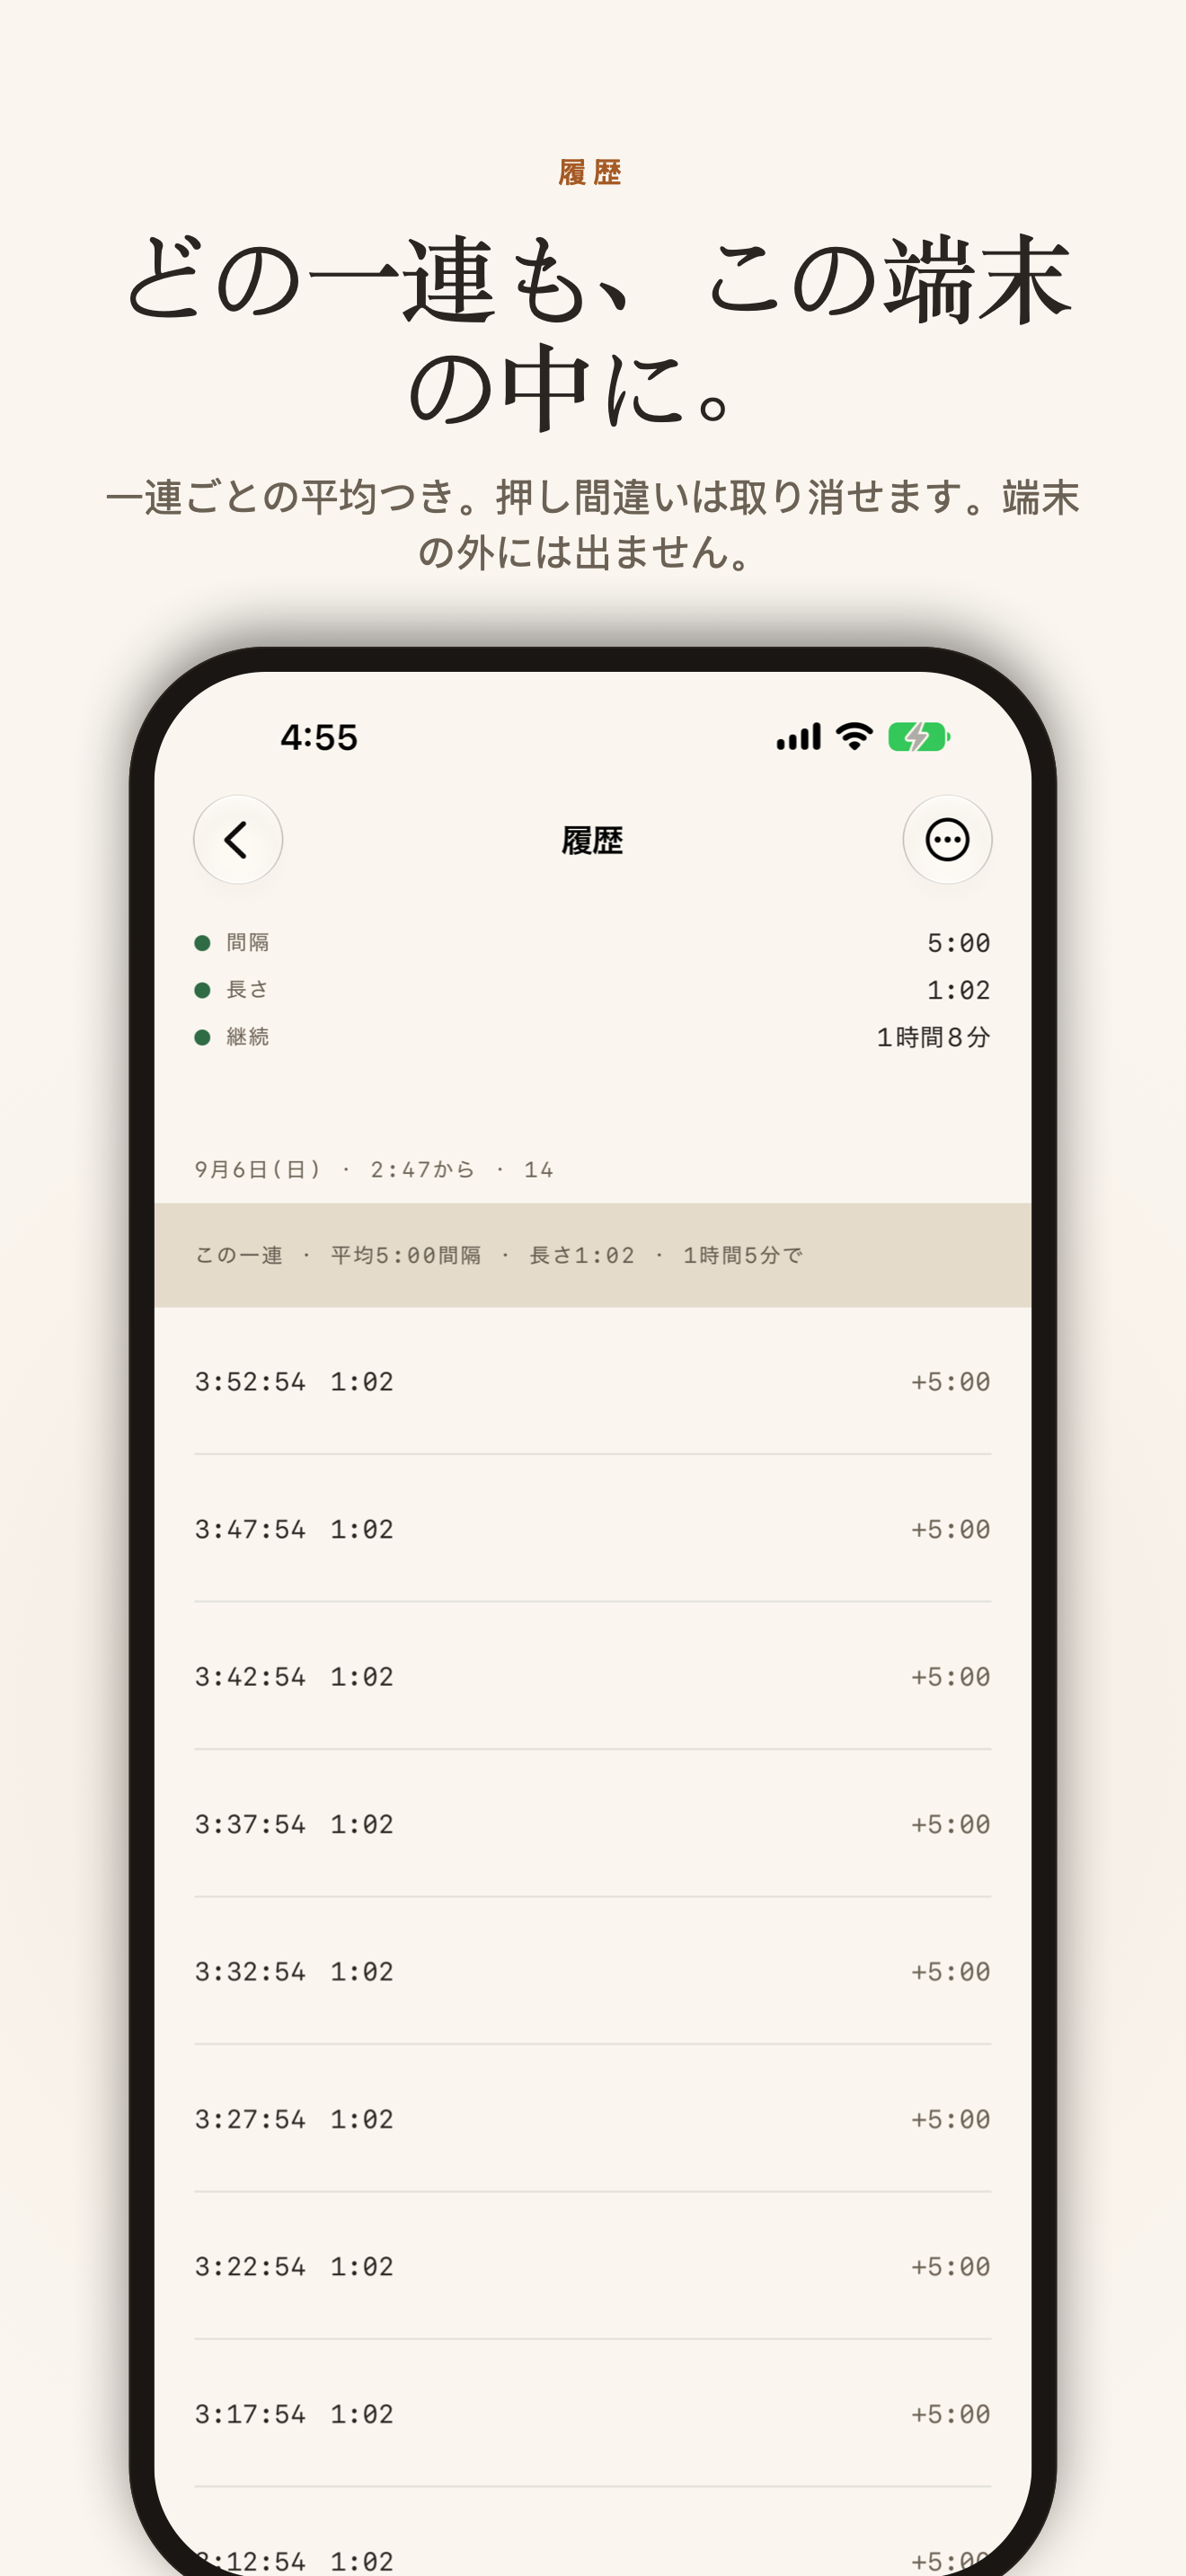 履歴
どの一連も、この端末
の中に。
一連ごとの平均つき。押し間違いは取り消せます。端末
の外には出ません。
4:55
履歴
間隔 5:00
長さ 1:02
継続 1時間8分
9月6日(日) · 2:47から · 14
この一連 · 平均5:00間隔 · 長さ1:02 · 1時間5分で
3:52:54 1:02 +5:00
3:47:54 1:02 +5:00
3:42:54 1:02 +5:00
3:37:54 1:02 +5:00
3:32:54 1:02 +5:00
3:27:54 1:02 +5:00
3:22:54 1:02 +5:00
3:17:54 1:02 +5:00
3:12:54 1:02 +5:00